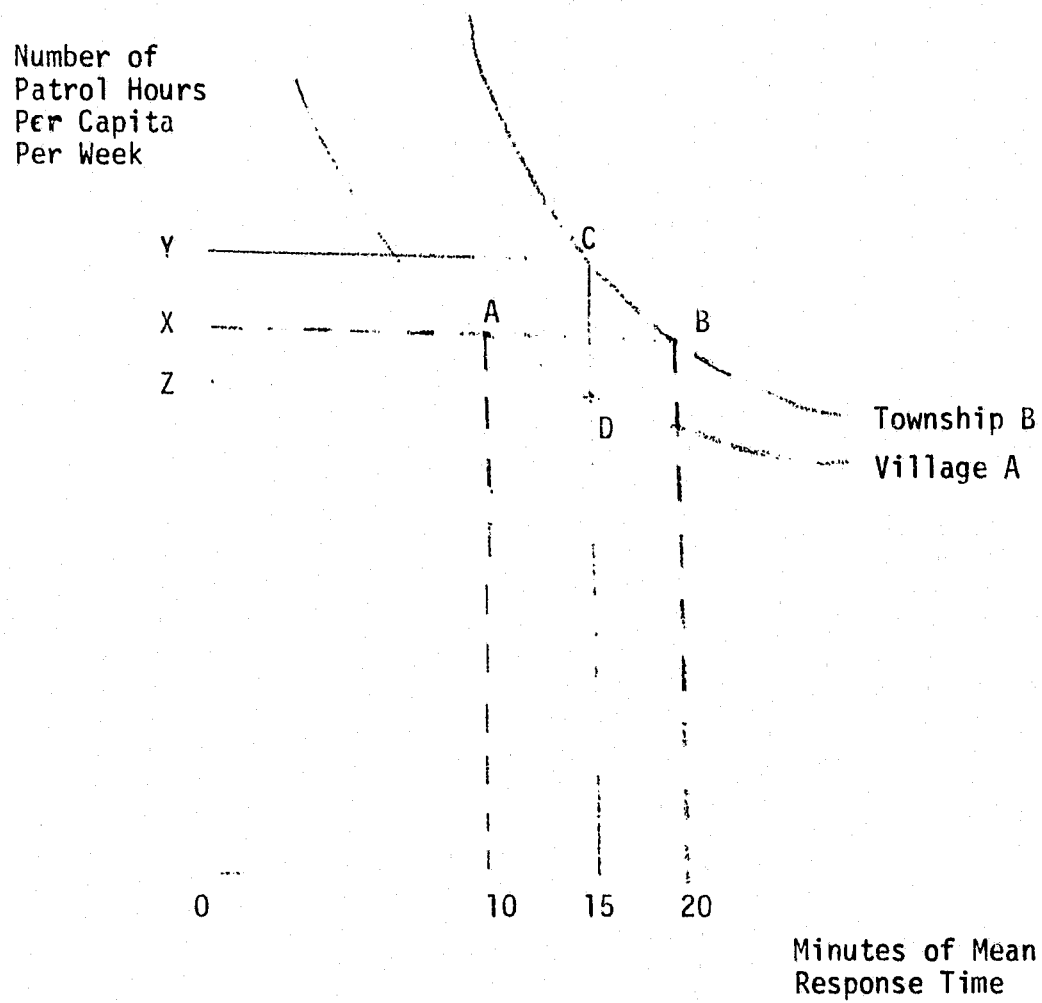 Number of
Patrol Hours
Per Capita
Per Week
Y
C
X
A
B
Z
D
Township B
Village A
0 10 15 20
Minutes of Mean
Response Time